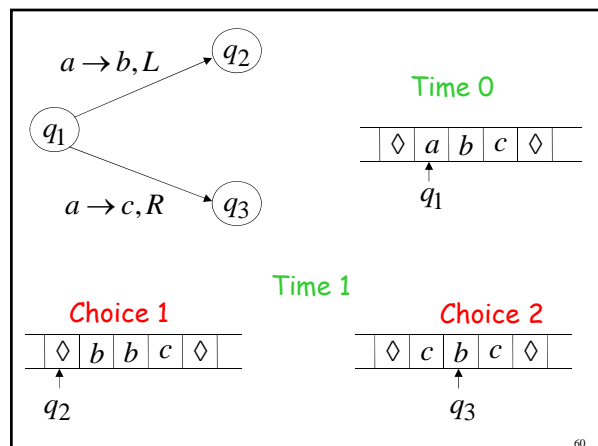 a → b, L
q2
q1
a → c, R
q3
Time 0
◊ a b c ◊
q1
Time 1
Choice 1
◊ b b c ◊
q2
Choice 2
◊ c b c ◊
q3
60